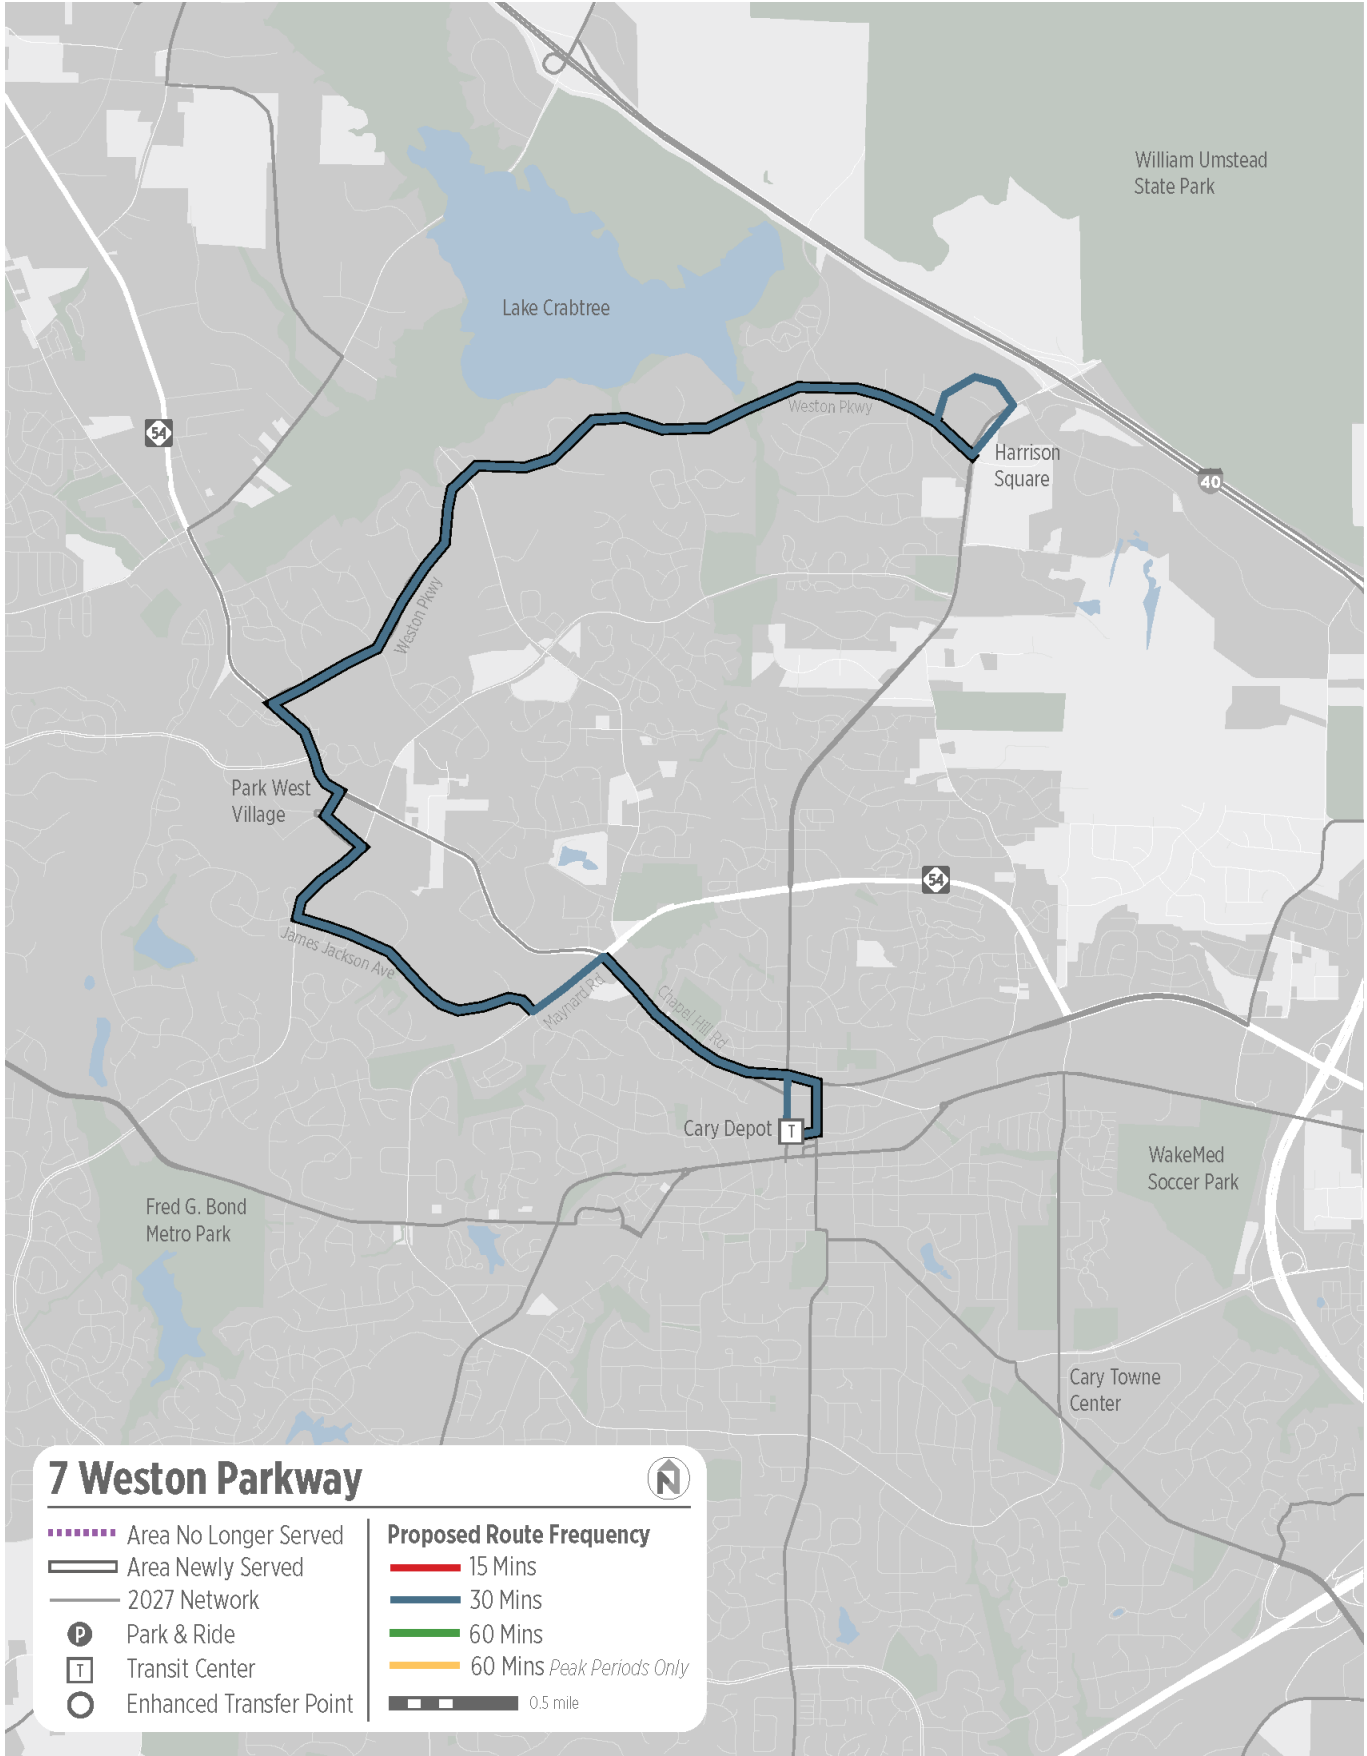 William Umstead
State Park
Lake Crabtree
Weston Pkwy
54
Harrison
Square
40
Weston Pkwy
Park West
Village
54
James Jackson Ave
Maynard Rd
Chapel Hill Rd
Cary Depot
T
WakeMed
Soccer Park
Fred G. Bond
Metro Park
Cary Towne
Center
7 Weston Parkway
N
Area No Longer Served
Area Newly Served
2027 Network
P
Park & Ride
T
Transit Center
Enhanced Transfer Point
Proposed Route Frequency
15 Mins
30 Mins
60 Mins
60 Mins Peak Periods Only
0.5 mile